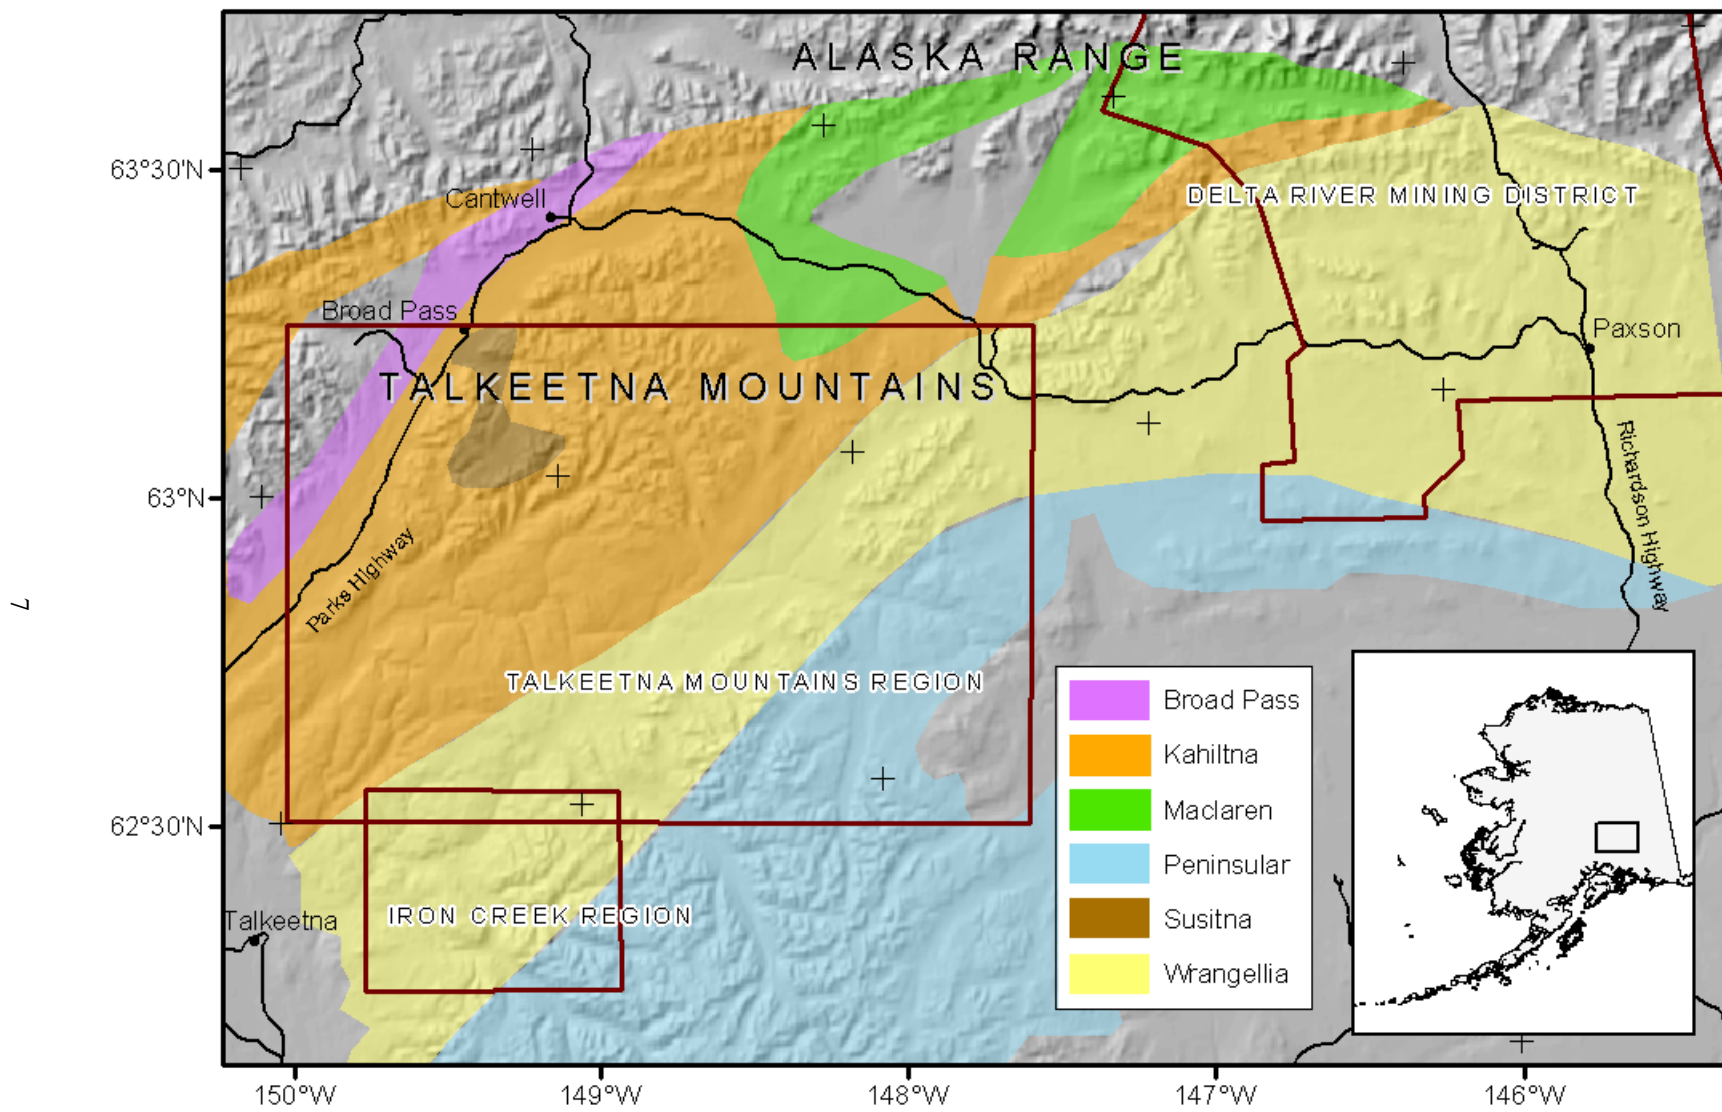 ALASKA RANGE
63°30'N
DELTA RIVER MINING DISTRICT
Cantwell
Broad Pass
Paxson
TALKEETNA MOUNTAINS
63°N
Richardson Highway
Parks Highway
7
TALKEETNA MOUNTAINS REGION
Broad Pass
Kahiltna
Maclaren
Peninsular
Susitna
Wrangellia
62°30'N
IRON CREEK REGION
Talkeetna
150°W
149°W
148°W
147°W
146°W